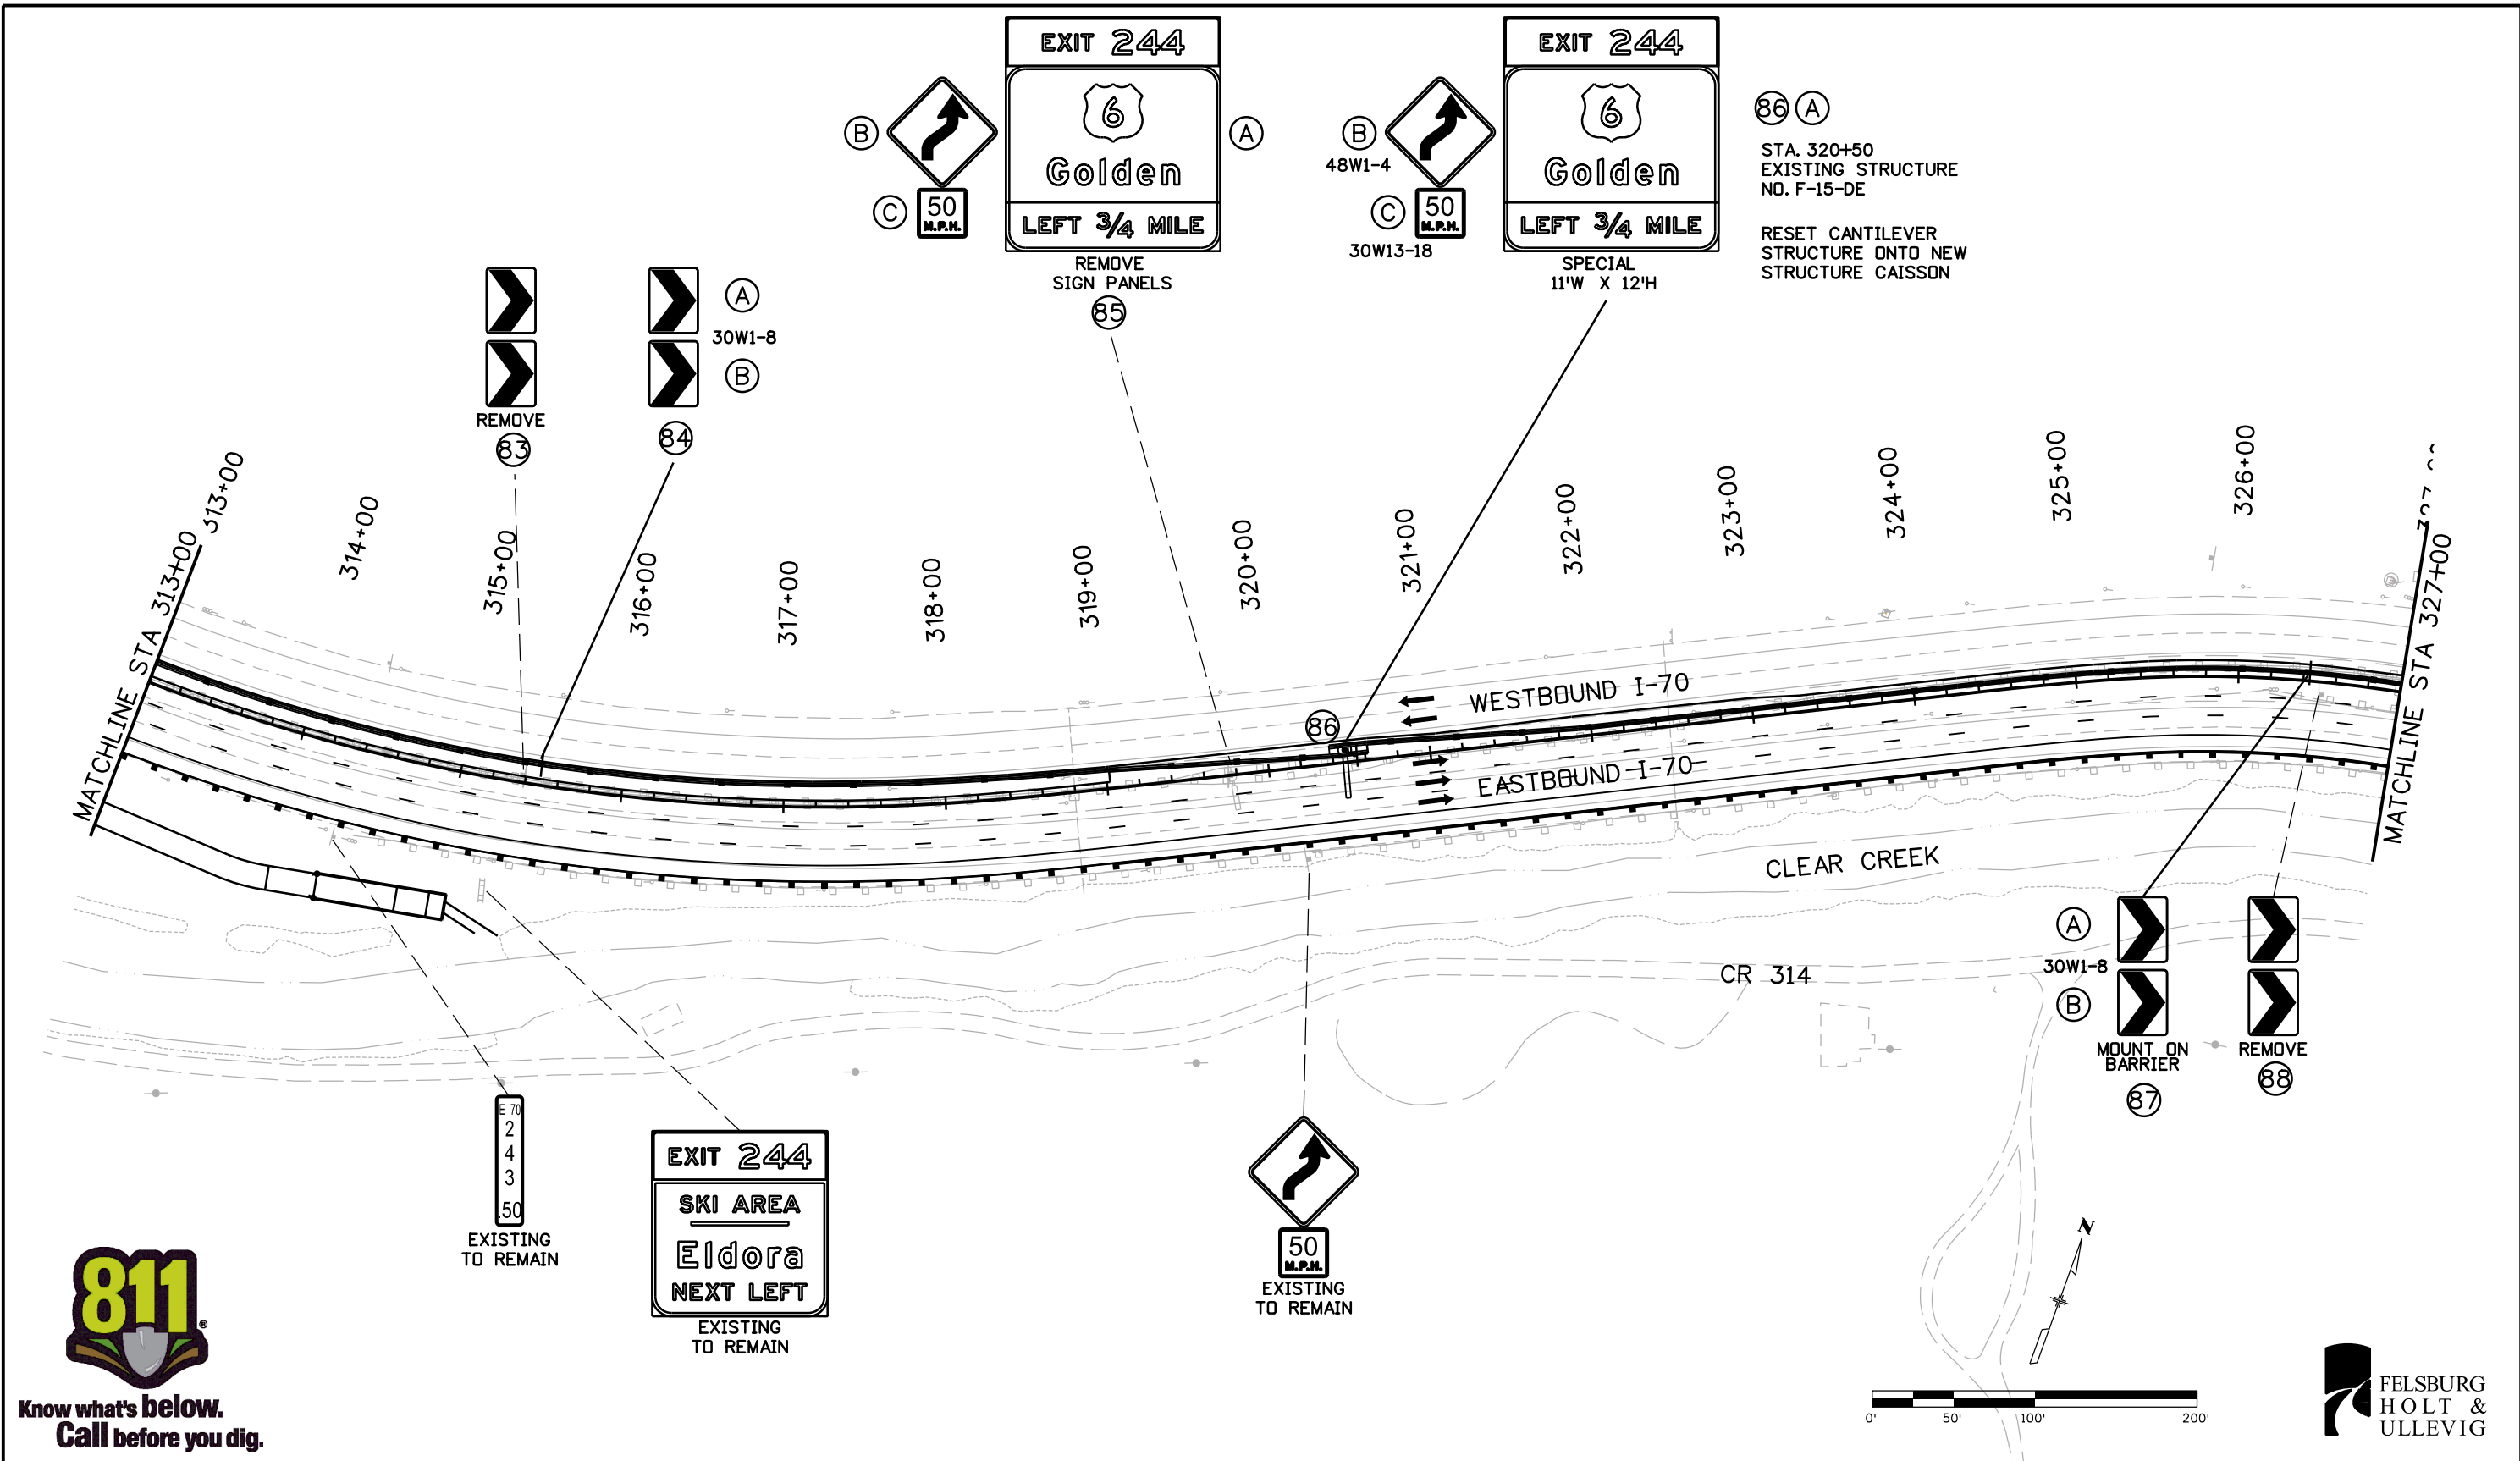 EXIT 244
6
Golden
LEFT 3/4 MILE
B
A
C
50
M.P.H.
REMOVE
SIGN PANELS
85
EXIT 244
6
Golden
LEFT 3/4 MILE
B
48W1-4
C
50
M.P.H.
30W13-18
SPECIAL
11'W X 12'H
86 A
STA. 320+50
EXISTING STRUCTURE
NO. F-15-DE
RESET CANTILEVER
STRUCTURE ONTO NEW
STRUCTURE CAISSON
REMOVE
83
A
30W1-8
B
84
313+00
314+00
315+00
316+00
317+00
318+00
319+00
320+00
321+00
322+00
323+00
324+00
325+00
326+00
MATCHLINE STA 313+00
MATCHLINE STA 327+00
86
WESTBOUND I-70
EASTBOUND I-70
CLEAR CREEK
CR 314
A
30W1-8
B
MOUNT ON
BARRIER
87
REMOVE
88
E 70
2
4
3
.50
EXISTING
TO REMAIN
EXIT 244
SKI AREA
Eldora
NEXT LEFT
EXISTING
TO REMAIN
50
M.P.H.
EXISTING
TO REMAIN
N
0' 50' 100' 200'
811®
Know what's below.
Call before you dig.
FELSBURG
HOLT &
ULLEVIG